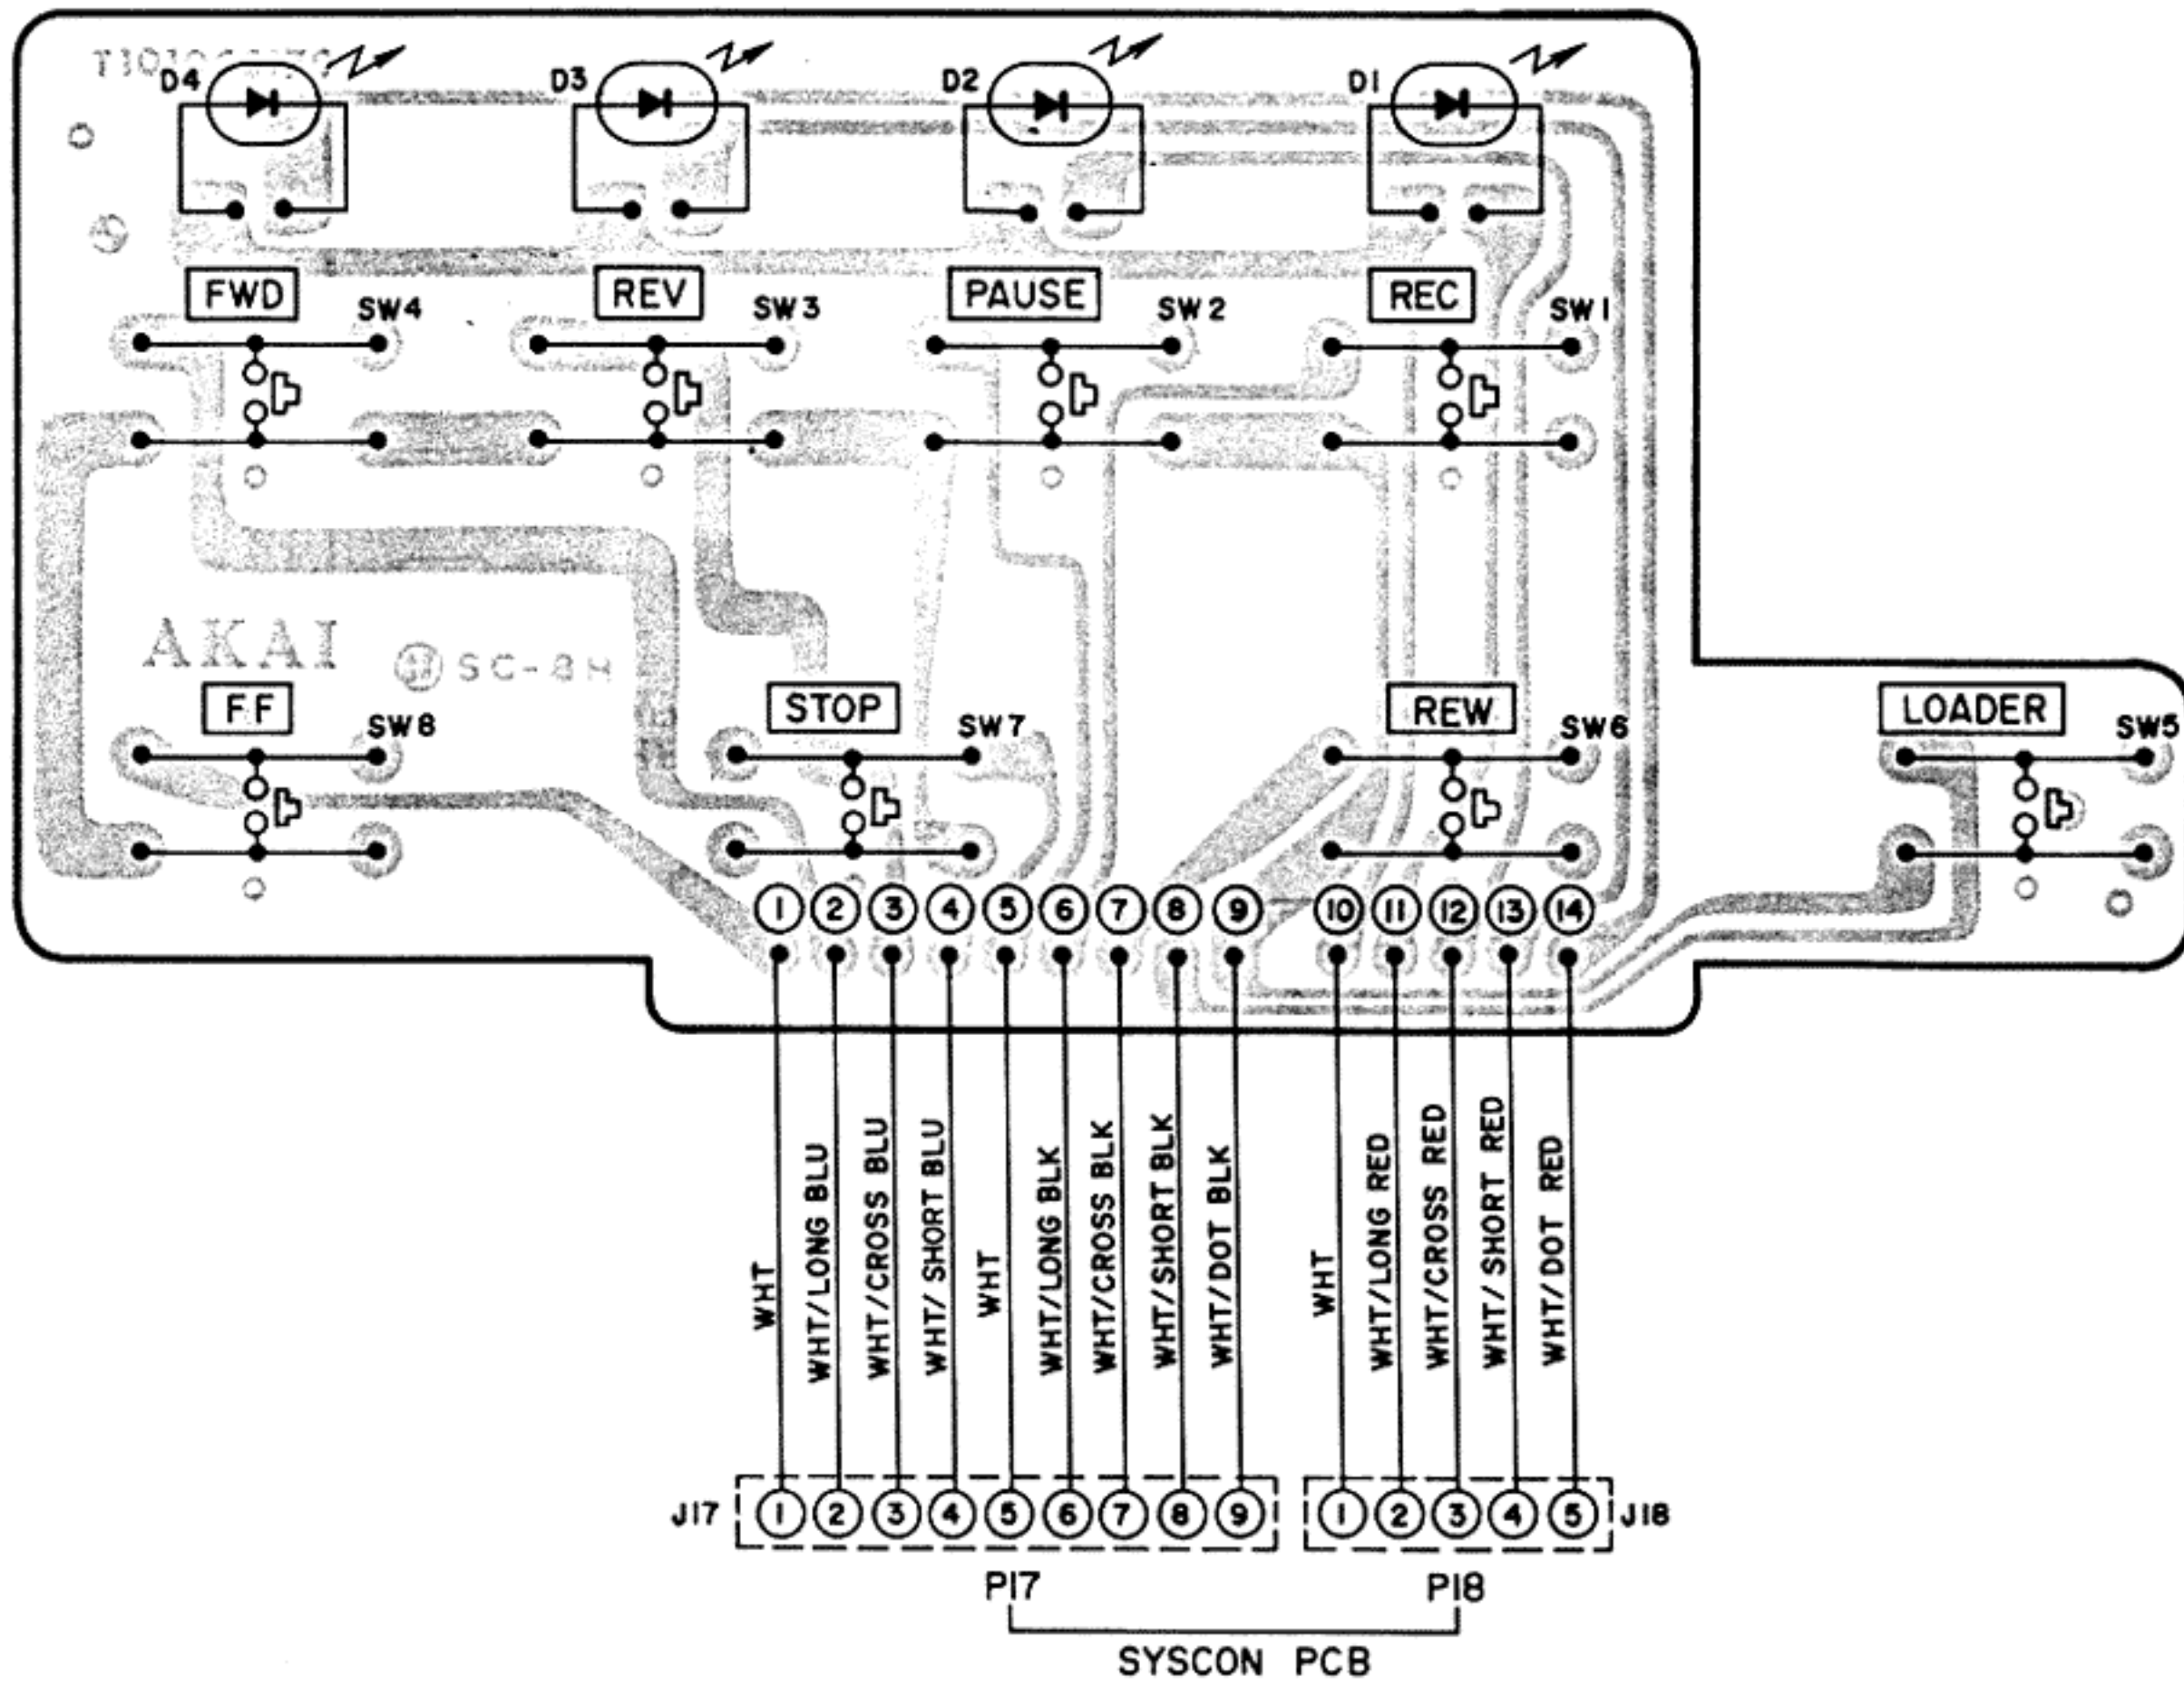 D4 D3 D2 D1
FWD SW4 REV SW3 PAUSE SW2 REC SW1
AKAI SC-8H
F.F SW8 STOP SW7 REW SW6 LOADER SW5
1 2 3 4 5 6 7 8 9 10 11 12 13 14
WHT
WHT/LONG BLU
WHT/CROSS BLU
WHT/SHORT BLU
WHT
WHT/LONG BLK
WHT/CROSS BLK
WHT/SHORT BLK
WHT/DOT BLK
WHT
WHT/LONG RED
WHT/CROSS RED
WHT/SHORT RED
WHT/DOT RED
J17 1 2 3 4 5 6 7 8 9 1 2 3 4 5 J18
P17 P18
SYSCON PCB